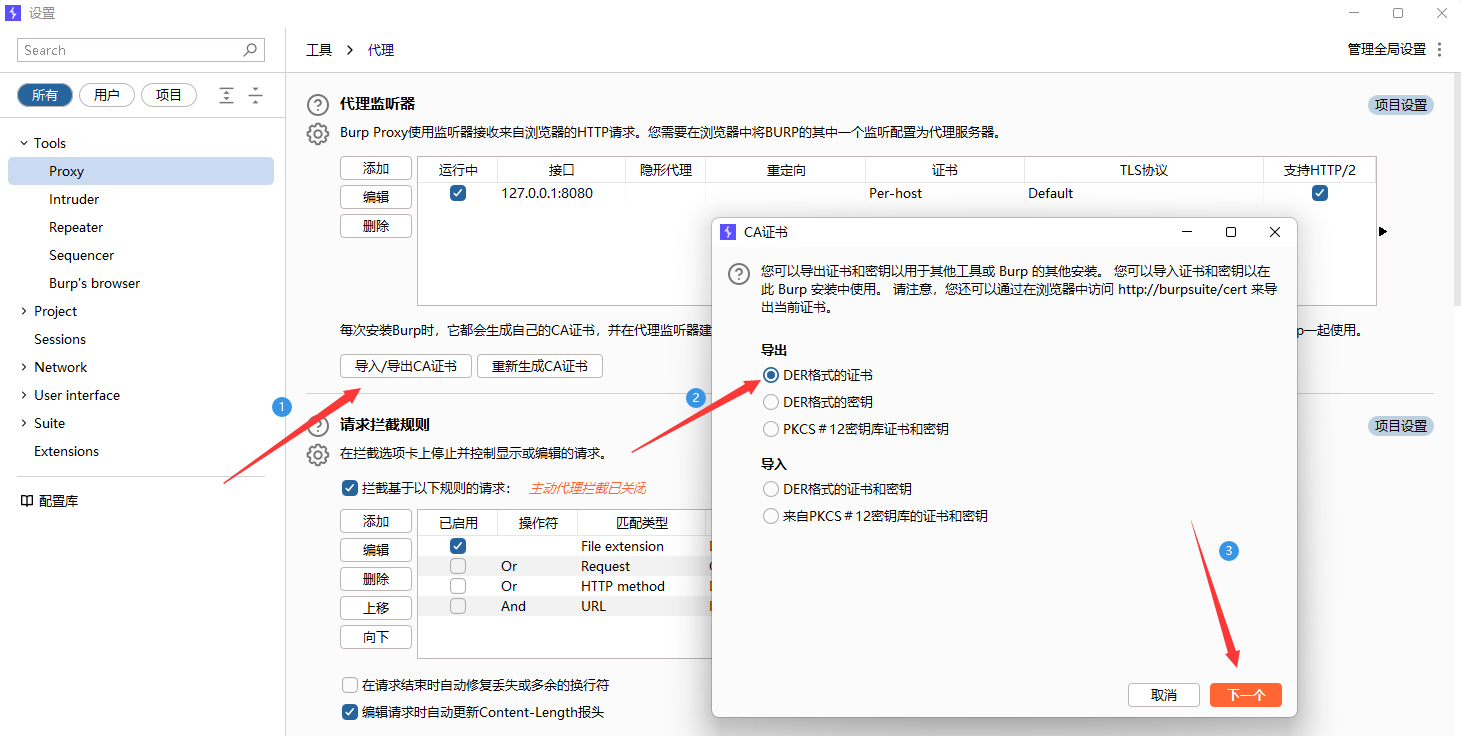 设置
Search
工具 > 代理
管理全局设置
所有 用户 项目
Tools
Proxy
Intruder
Repeater
Sequencer
Burp's browser
Project
Sessions
Network
User interface
Suite
Extensions
配置库
代理监听器
项目设置
Burp Proxy使用监听器接收来自浏览器的HTTP请求。您需要在浏览器中将BURP的其中一个监听配置为代理服务器。
添加
编辑
删除
运行中 接口 隐形代理 重定向 证书 TLS协议 支持HTTP/2
127.0.0.1:8080 Per-host Default
每次安装Burp时，它都会生成自己的CA证书，并在代理监听器建
p一起使用。
导入/导出CA证书 重新生成CA证书
1
2
请求拦截规则
项目设置
在拦截选项卡上停止并控制显示或编辑的请求。
拦截基于以下规则的请求： 主动代理拦截已关闭
添加
编辑
删除
上移
向下
已启用 操作符 匹配类型
File extension
Or Request
Or HTTP method
And URL
在请求结束时自动修复丢失或多余的换行符
编辑请求时自动更新Content-Length报头
CA证书
您可以导出证书和密钥以用于其他工具或 Burp 的其他安装。 您可以导入证书和密钥以在
此 Burp 安装中使用。 请注意，您还可以通过在浏览器中访问 http://burpsuite/cert 来导
出当前证书。
导出
DER格式的证书
DER格式的密钥
PKCS＃12密钥库证书和密钥
导入
DER格式的证书和密钥
来自PKCS＃12密钥库的证书和密钥
3
取消 下一个